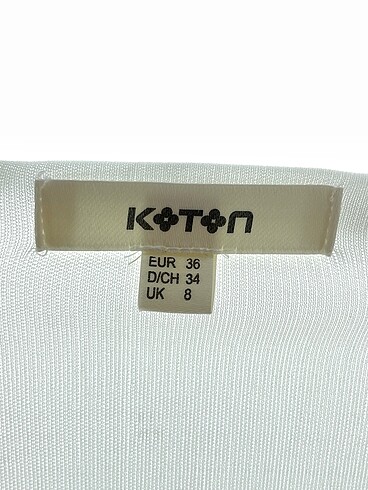 KOTON
EUR 36
D/CH 34
UK 8